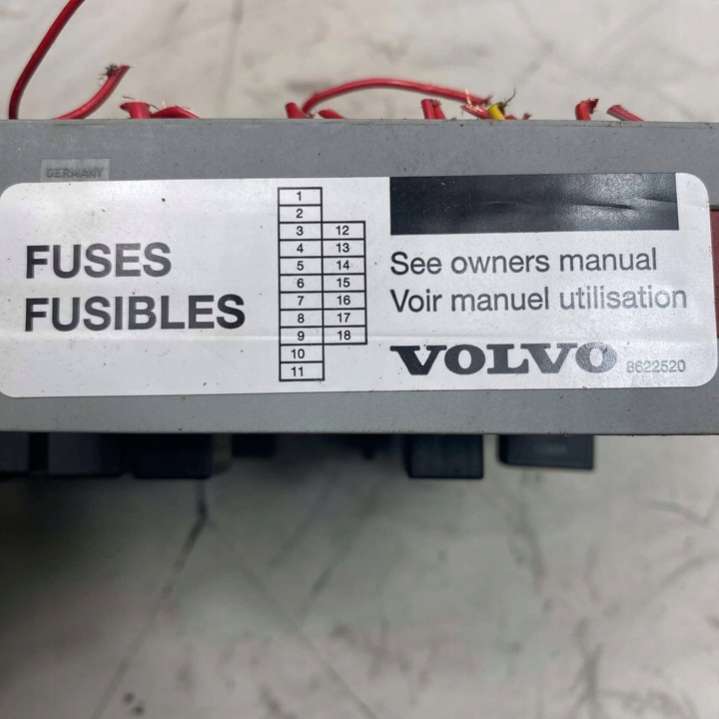 GERMANY
FUSES
FUSIBLES
1
2
3 12
4 13
5 14
6 15
7 16
8 17
9 18
10
11
See owners manual
Voir manuel utilisation
VOLVO 8622520